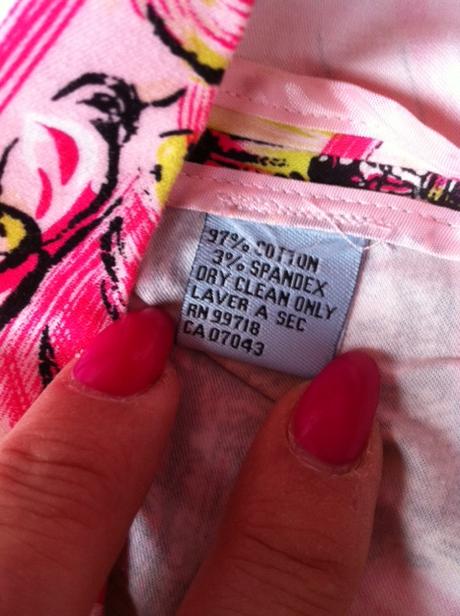 97% COTTON
3% SPANDEX
DRY CLEAN ONLY
LAVER A SEC
RN 99718
CA 07043